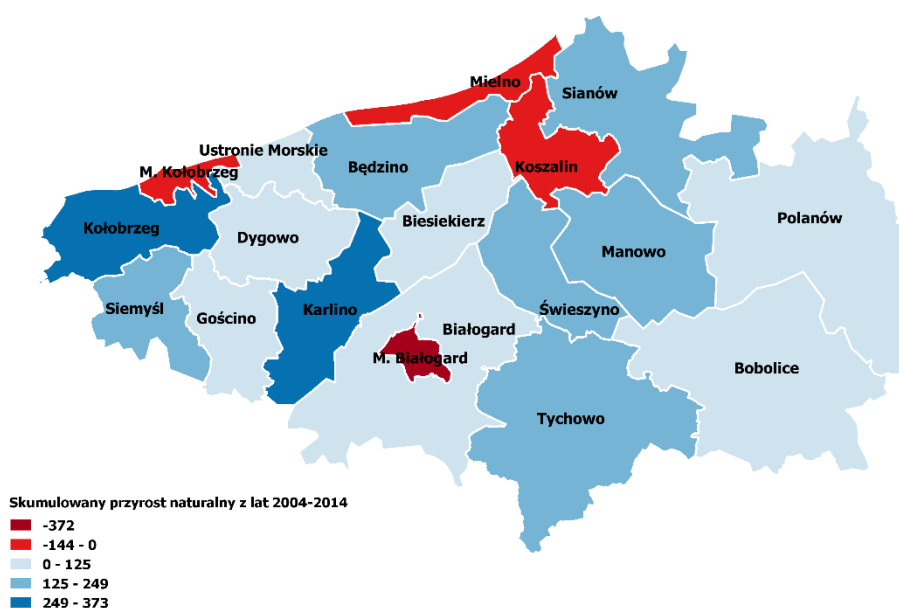 Mielno
Sianów
Ustronie Morskie
M. Kołobrzeg
Będzino
Koszalin
Kołobrzeg
Dygowo
Biesiekierz
Polanów
Manowo
Siemyśl
Gościno
Karlino
Świeszyno
Białogard
M. Białogard
Bobolice
Tychowo
Skumulowany przyrost naturalny z lat 2004-2014
-372
-144 - 0
0 - 125
125 - 249
249 - 373